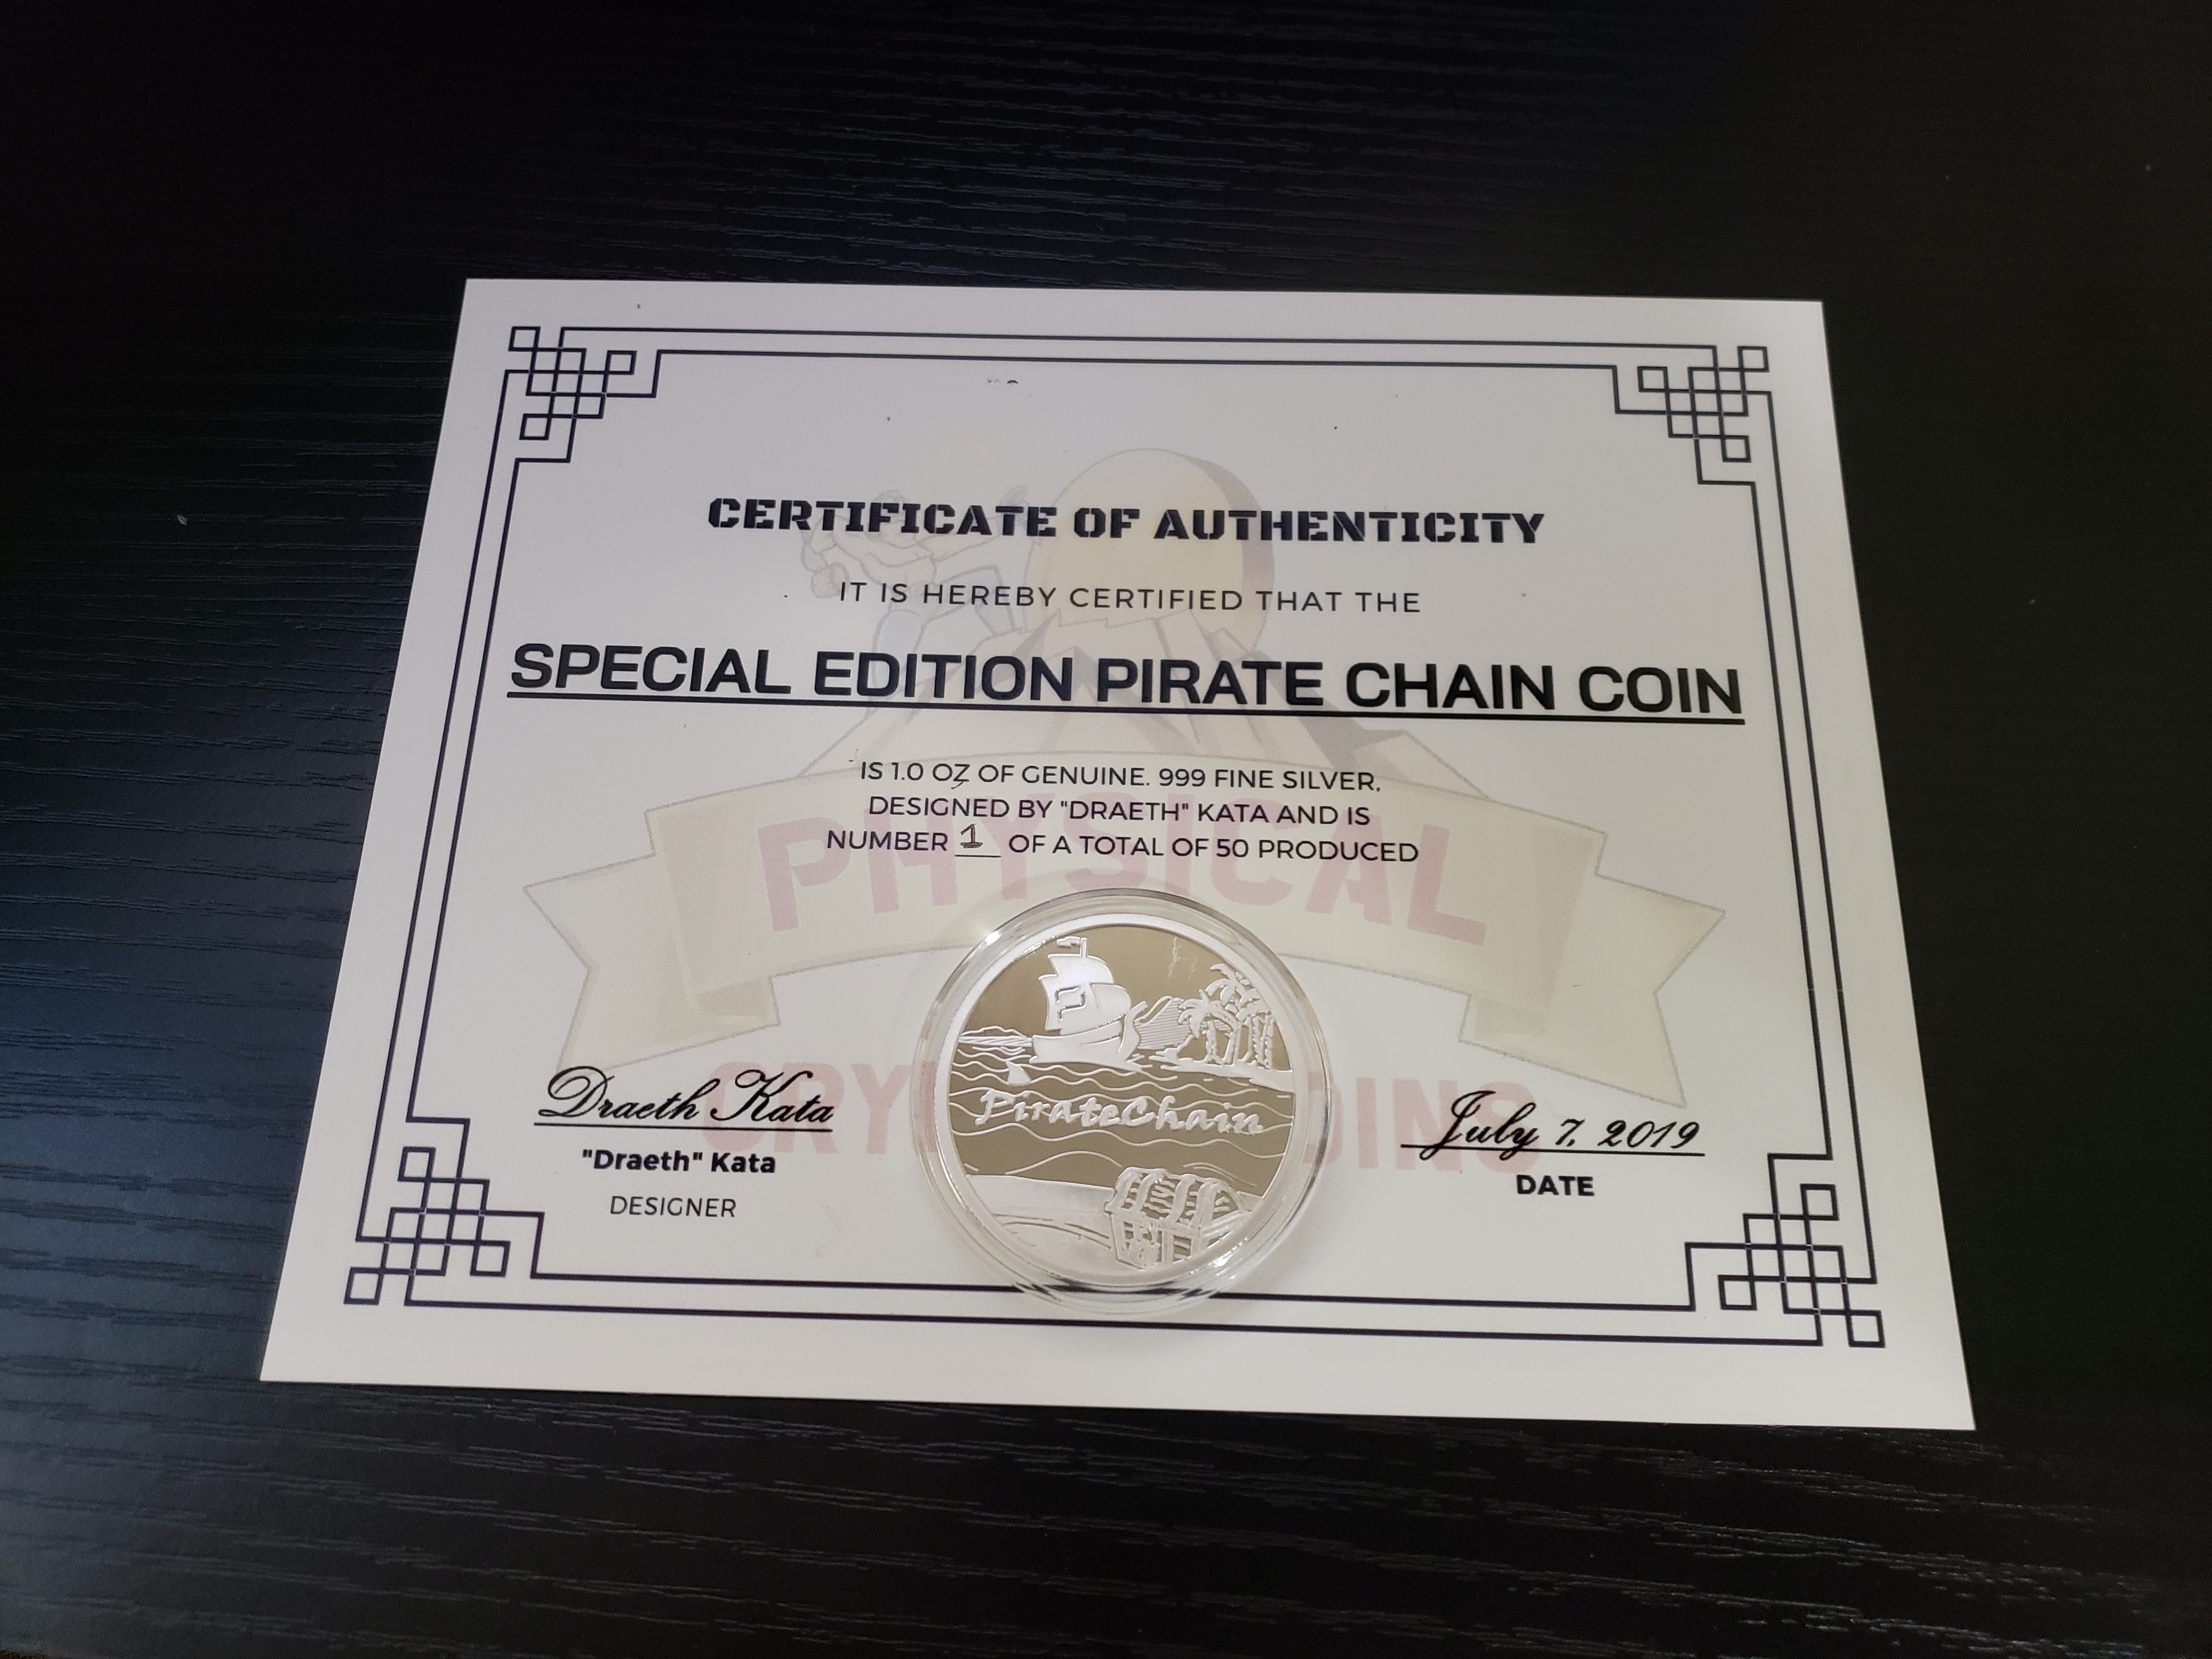 CERTIFICATE OF AUTHENTICITY
IT IS HEREBY CERTIFIED THAT THE
SPECIAL EDITION PIRATE CHAIN COIN
IS 1.0 OZ OF GENUINE. 999 FINE SILVER,
DESIGNED BY "DRAETH" KATA AND IS
NUMBER 1 OF A TOTAL OF 50 PRODUCED
PHYSICAL
Draeth Kata
"Draeth" Kata
DESIGNER
PirateChain
July 7, 2019
DATE